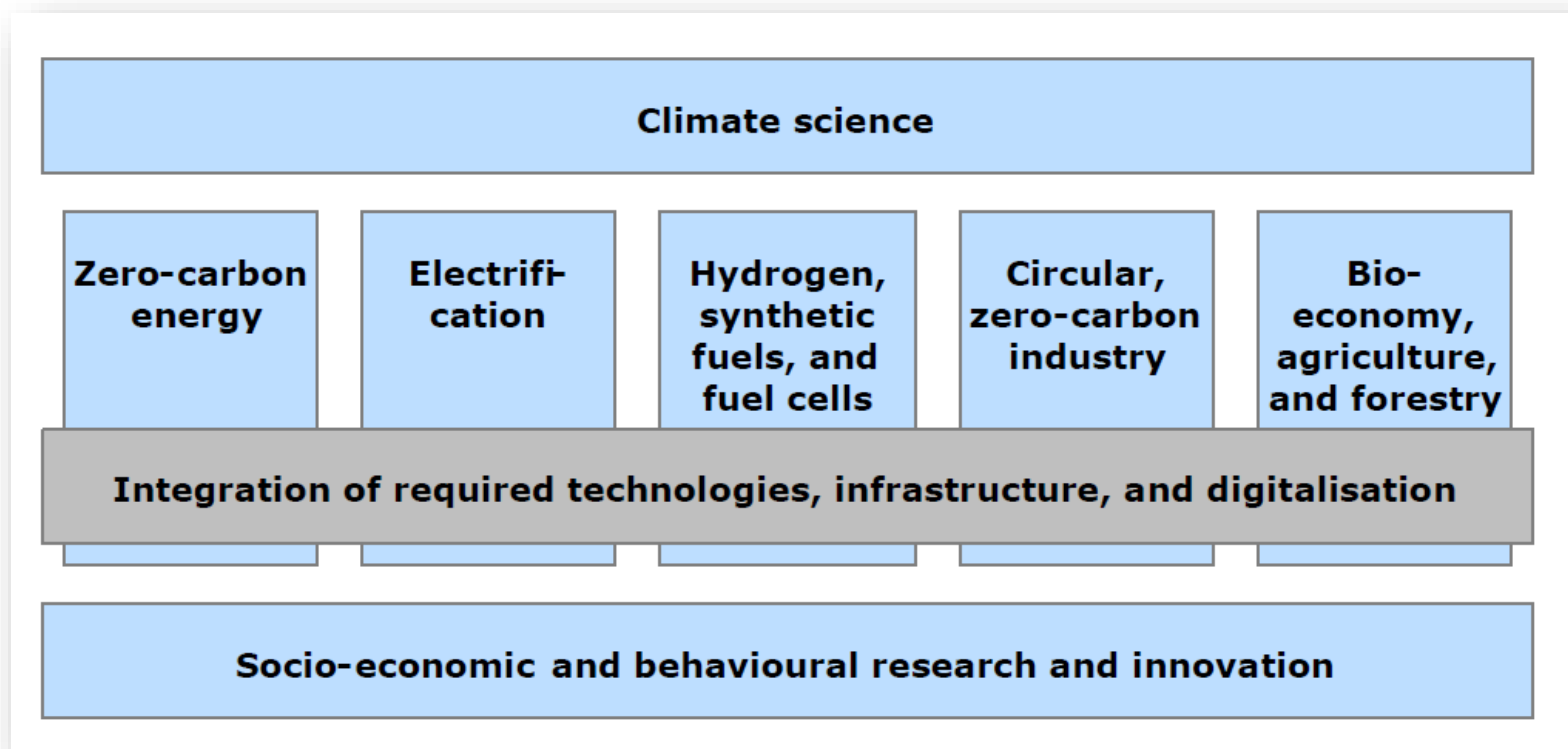 Climate science
Zero-carbon
energy
Electrifi-
cation
Hydrogen,
synthetic
fuels, and
fuel cells
Circular,
zero-carbon
industry
Bio-
economy,
agriculture,
and forestry
Integration of required technologies, infrastructure, and digitalisation
Socio-economic and behavioural research and innovation